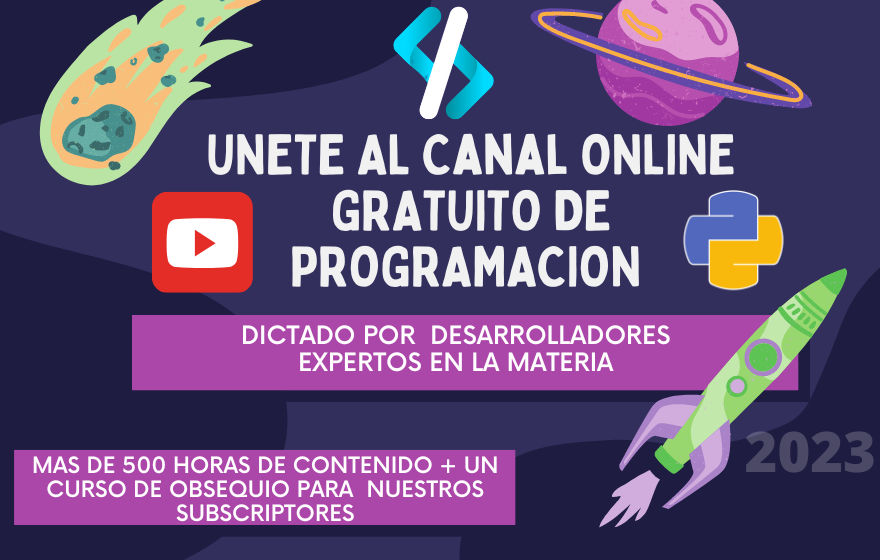 UNETE AL CANAL ONLINE
GRATUITO DE
PROGRAMACION
DICTADO POR DESARROLLADORES
EXPERTOS EN LA MATERIA
2023
MAS DE 500 HORAS DE CONTENIDO + UN
CURSO DE OBSEQUIO PARA NUESTROS
SUBSCRIPTORES